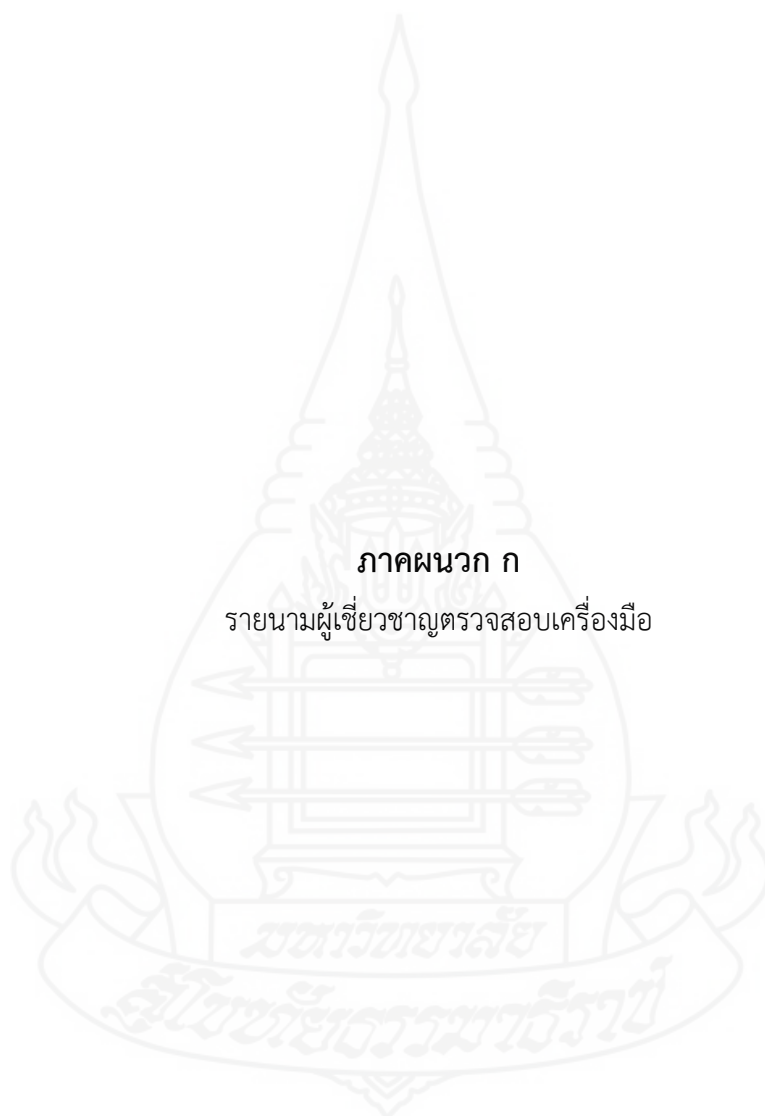 ภาคผนวก ก
รายนามผู้เชี่ยวชาญตรวจสอบเครื่องมือ
มหาวิทยาลัย
สุโขทัยธรรมาธิราช